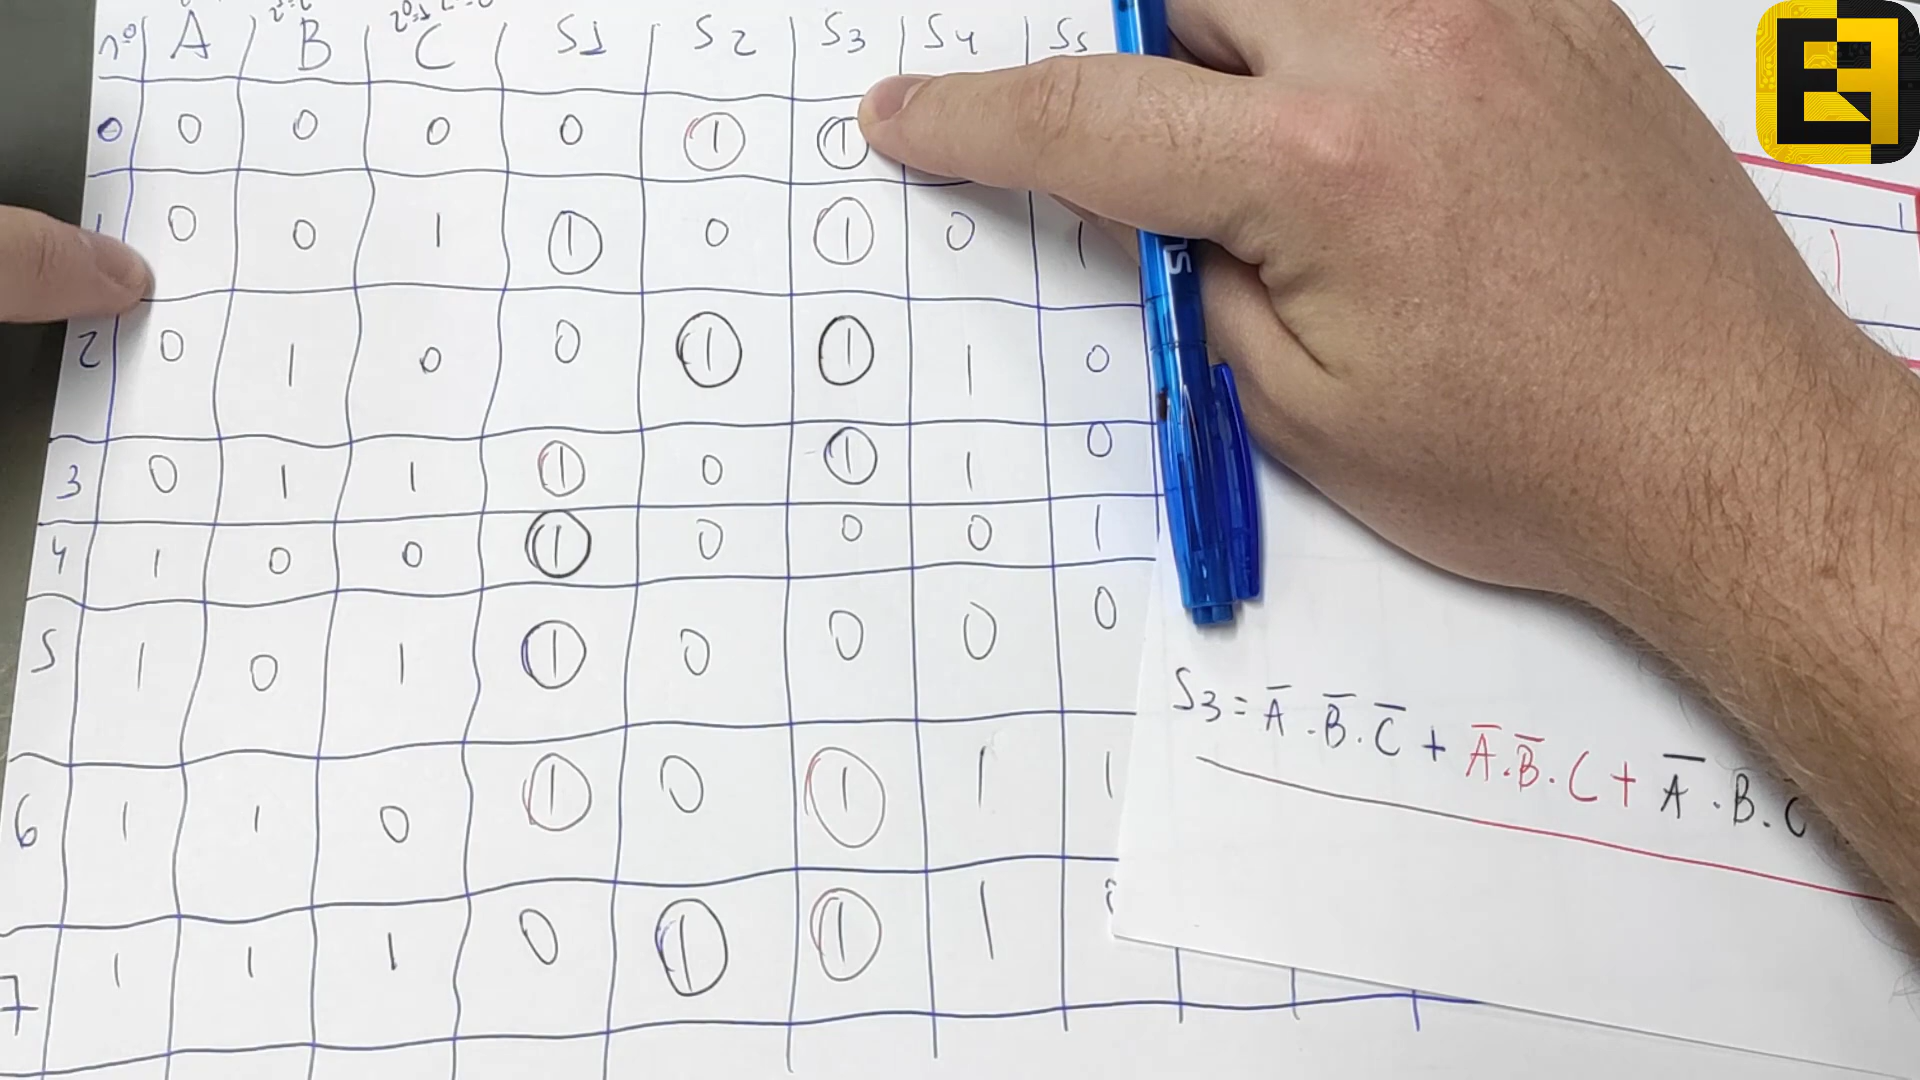 nº A B C S1 S2 S3 S4 S5
0 0 0 0 0 1 1
1 0 0 1 1 0 1 0 1
2 0 1 0 0 1 1 1 0
3 0 1 1 1 0 1 1 0
4 1 0 0 1 0 0 0 1
5 1 0 1 1 0 0 0 0
6 1 1 0 1 0 1 1 1
7 1 1 1 0 1 1 1
S3 = A̅ . B̅ . C̅ + A̅ . B̅ . C + A̅ . B . C̅
EF